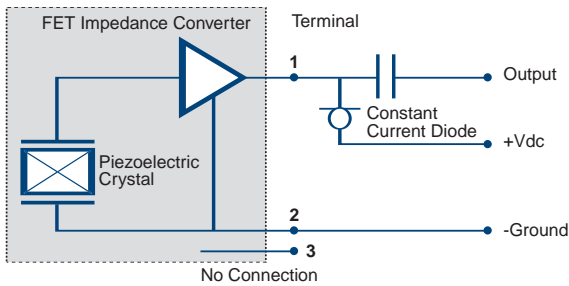 FET Impedance Converter
Terminal
1
Output
Constant
Current Diode
+Vdc
Piezoelectric
Crystal
2
-Ground
3
No Connection